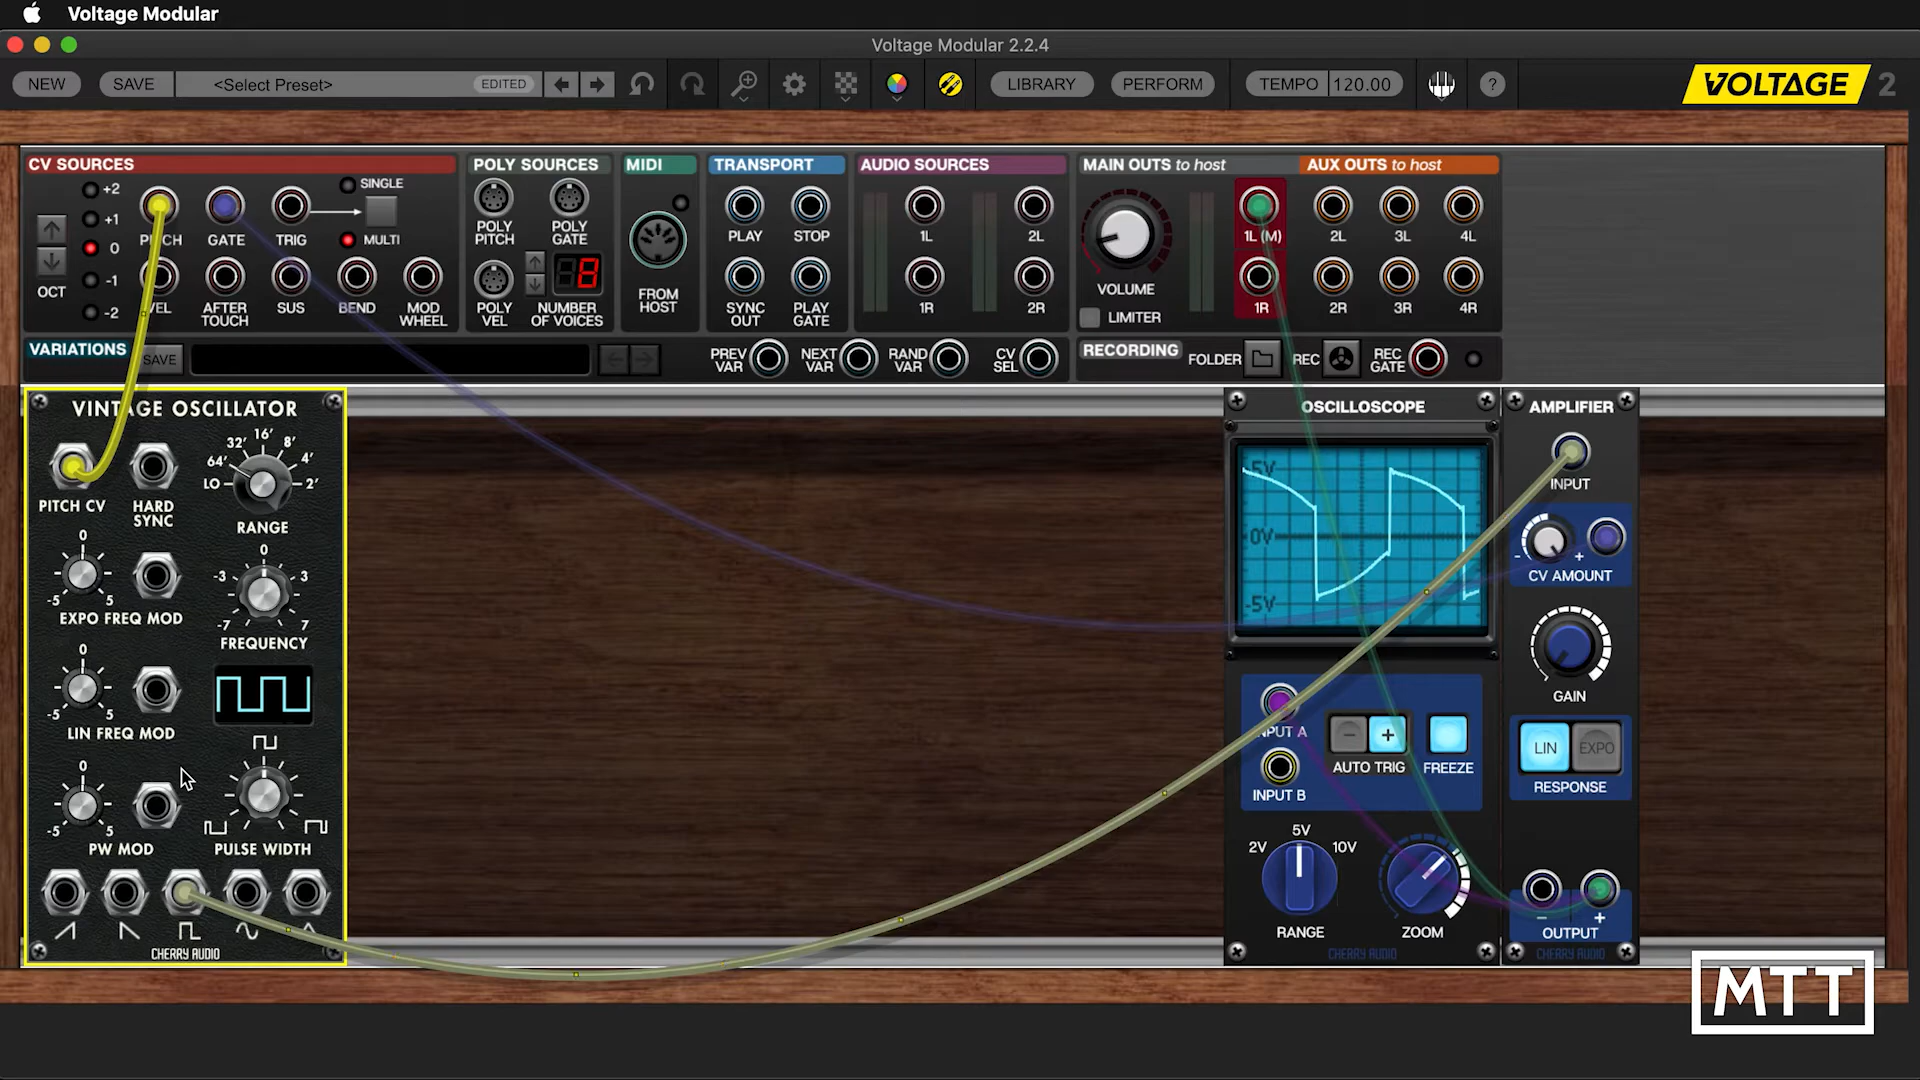 Voltage Modular
Voltage Modular 2.2.4
NEW SAVE <Select Preset> EDITED LIBRARY PERFORM TEMPO 120.00 ? VOLTAGE 2
CV SOURCES POLY SOURCES MIDI TRANSPORT AUDIO SOURCES MAIN OUTS to host AUX OUTS to host
+2 +1 0 -1 -2
OCT
PITCH GATE TRIG SINGLE MULTI
VEL AFTER TOUCH SUS BEND MOD WHEEL
POLY PITCH POLY GATE
POLY VEL NUMBER OF VOICES
FROM HOST
PLAY STOP
SYNC OUT PLAY GATE
1L 2L
1R 2R
VOLUME
LIMITER
1L (M) 2L 3L 4L
1R 2R 3R 4R
VARIATIONS SAVE PREV VAR NEXT VAR RAND VAR CV SEL RECORDING FOLDER REC REC GATE
VINTAGE OSCILLATOR
PITCH CV HARD SYNC
LO 64' 32' 16' 8' 4' 2'
RANGE
0
-5 5
EXPO FREQ MOD
0
-3 3
-7 7
FREQUENCY
0
-5 5
LIN FREQ MOD
0
-5 5
PW MOD PULSE WIDTH
CHERRY AUDIO
OSCILLOSCOPE
5V
0V
-5V
INPUT A
INPUT B
− +
AUTO TRIG FREEZE
2V 5V 10V
RANGE ZOOM
CHERRY AUDIO
AMPLIFIER
INPUT
- +
CV AMOUNT
GAIN
LIN EXPO
RESPONSE
− +
OUTPUT
CHERRY AUDIO
MTT